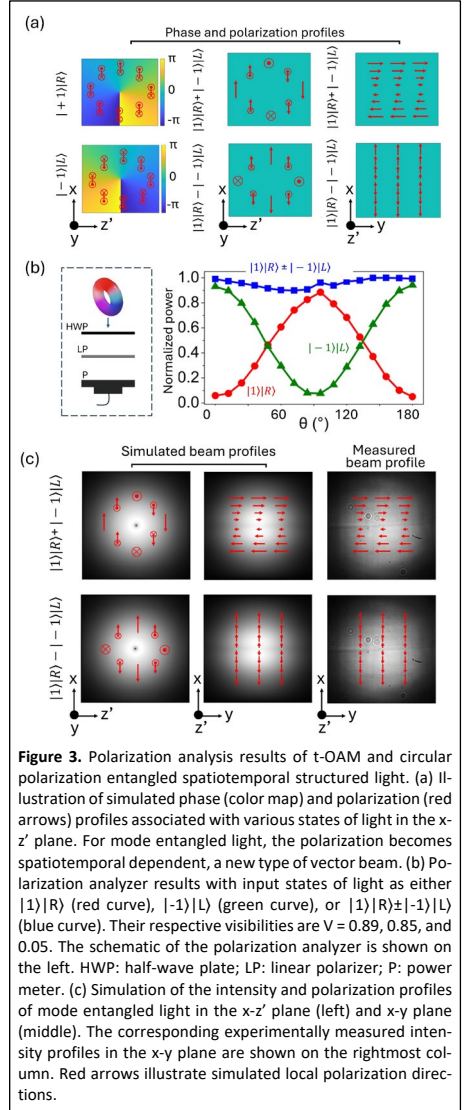 (a)
Phase and polarization profiles
|+1⟩|R⟩
π
0
-π
|1⟩|R⟩+|−1⟩|L⟩
|1⟩|R⟩+|−1⟩|L⟩
|−1⟩|L⟩
π
0
-π
|1⟩|R⟩−|−1⟩|L⟩
|1⟩|R⟩−|−1⟩|L⟩
x
y
z'
x
z'
y
(b)
HWP
LP
P
Normalized power
1.0
0.8
0.6
0.4
0.2
0.0
|1⟩|R⟩±|−1⟩|L⟩
|−1⟩|L⟩
|1⟩|R⟩
0
60
120
180
θ (°)
(c)
Simulated beam profiles
Measured
beam profile
|1⟩|R⟩+|−1⟩|L⟩
|1⟩|R⟩−|−1⟩|L⟩
x
y
z'
x
z'
y
x
z'
y
Figure 3. Polarization analysis results of t-OAM and circular
polarization entangled spatiotemporal structured light. (a) Il-
lustration of simulated phase (color map) and polarization (red
arrows) profiles associated with various states of light in the x-
z' plane. For mode entangled light, the polarization becomes
spatiotemporal dependent, a new type of vector beam. (b) Po-
larization analyzer results with input states of light as either
|1⟩|R⟩ (red curve), |-1⟩|L⟩ (green curve), or |1⟩|R⟩±|-1⟩|L⟩
(blue curve). Their respective visibilities are V = 0.89, 0.85, and
0.05. The schematic of the polarization analyzer is shown on
the left. HWP: half-wave plate; LP: linear polarizer; P: power
meter. (c) Simulation of the intensity and polarization profiles
of mode entangled light in the x-z' plane (left) and x-y plane
(middle). The corresponding experimentally measured inten-
sity profiles in the x-y plane are shown on the rightmost col-
umn. Red arrows illustrate simulated local polarization direc-
tions.